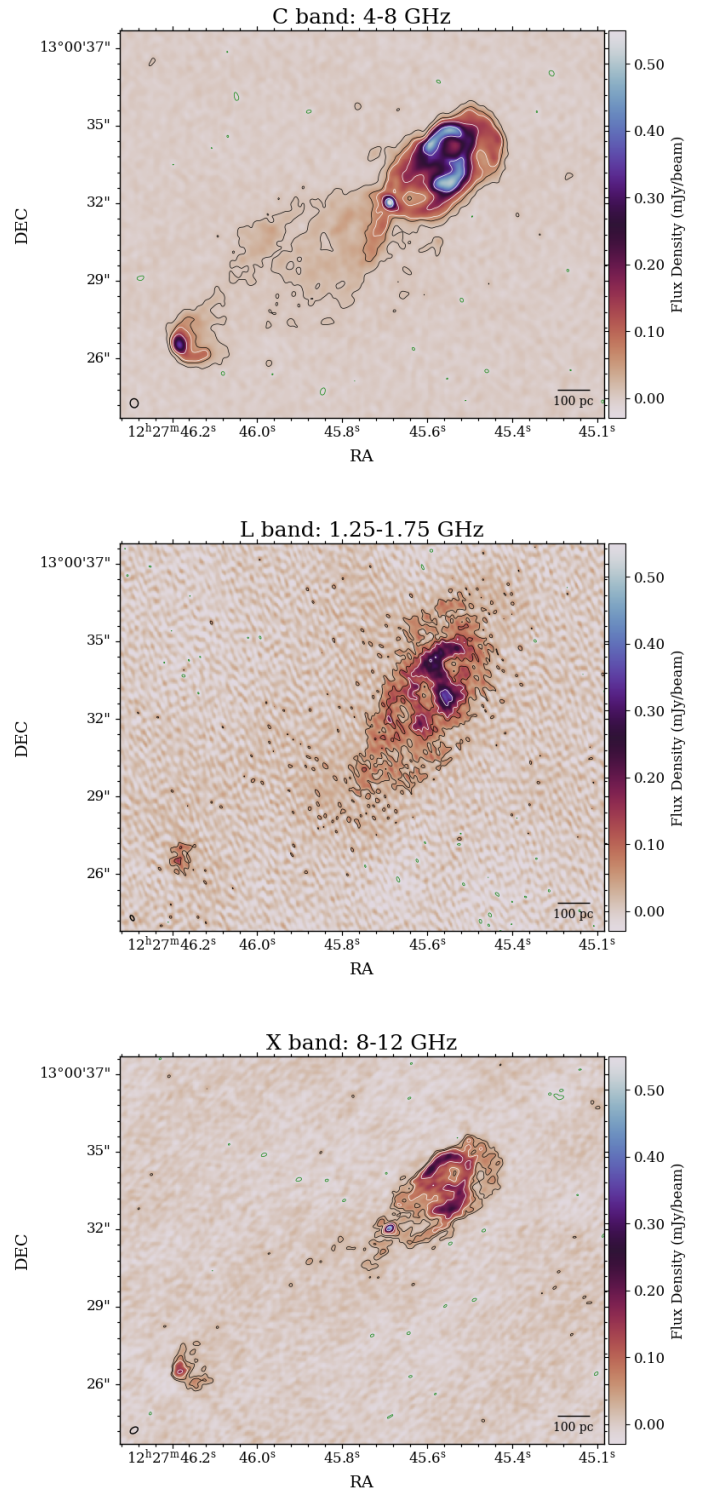 C band: 4-8 GHz
13°00'37"
35"
32"
29"
26"
DEC
100 pc
12ʰ27ᵐ46.2ˢ 46.0ˢ 45.8ˢ 45.6ˢ 45.4ˢ 45.1ˢ
RA
0.50
0.40
0.30
0.20
0.10
0.00
Flux Density (mJy/beam)
L band: 1.25-1.75 GHz
13°00'37"
35"
32"
29"
26"
DEC
100 pc
12ʰ27ᵐ46.2ˢ 46.0ˢ 45.8ˢ 45.6ˢ 45.4ˢ 45.1ˢ
RA
0.50
0.40
0.30
0.20
0.10
0.00
Flux Density (mJy/beam)
X band: 8-12 GHz
13°00'37"
35"
32"
29"
26"
DEC
100 pc
12ʰ27ᵐ46.2ˢ 46.0ˢ 45.8ˢ 45.6ˢ 45.4ˢ 45.1ˢ
RA
0.50
0.40
0.30
0.20
0.10
0.00
Flux Density (mJy/beam)